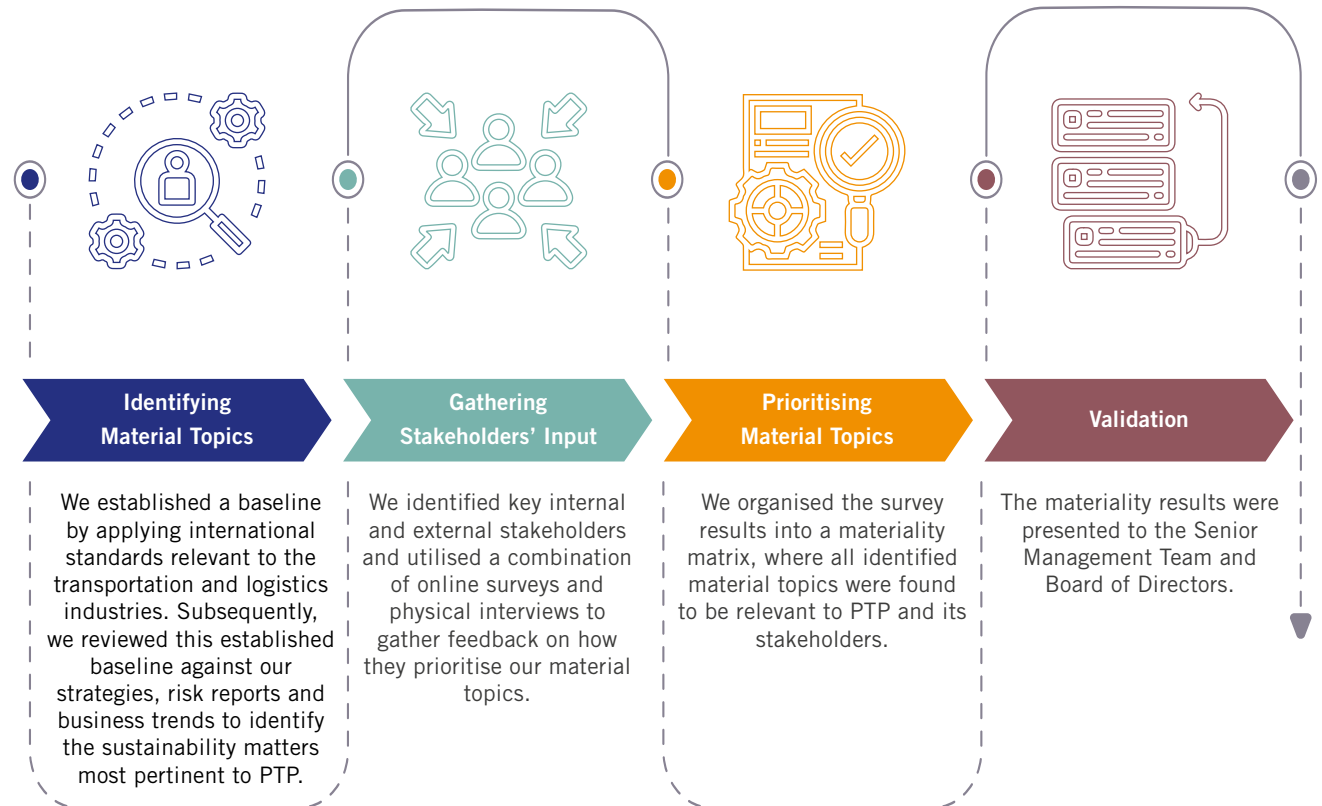 Identifying
Material Topics
We established a baseline
by applying international
standards relevant to the
transportation and logistics
industries. Subsequently,
we reviewed this established
baseline against our
strategies, risk reports and
business trends to identify
the sustainability matters
most pertinent to PTP.
Gathering
Stakeholders’ Input
We identified key internal
and external stakeholders
and utilised a combination
of online surveys and
physical interviews to
gather feedback on how
they prioritise our material
topics.
Prioritising
Material Topics
We organised the survey
results into a materiality
matrix, where all identified
material topics were found
to be relevant to PTP and its
stakeholders.
Validation
The materiality results were
presented to the Senior
Management Team and
Board of Directors.